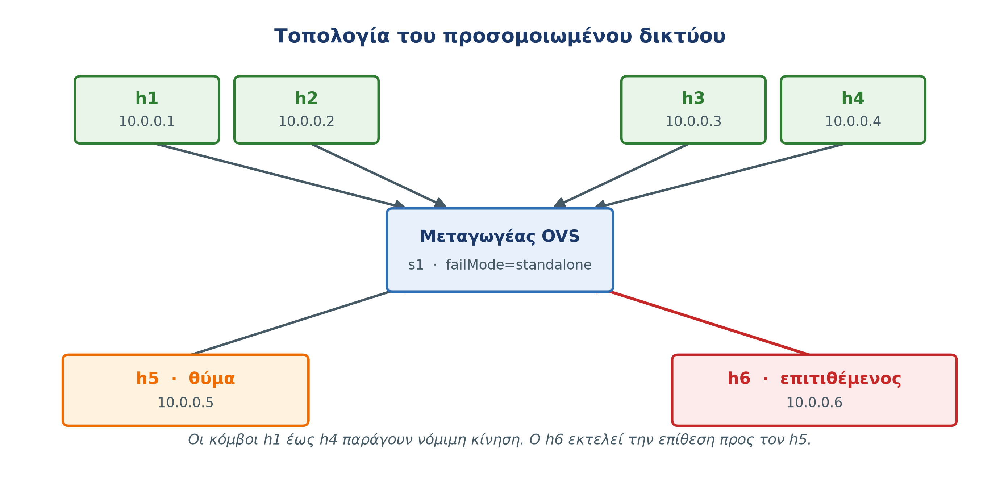 Τοπολογία του προσομοιωμένου δικτύου
h1
10.0.0.1
h2
10.0.0.2
h3
10.0.0.3
h4
10.0.0.4
Μεταγωγέας OVS
s1 · failMode=standalone
h5 · θύμα
10.0.0.5
h6 · επιτιθέμενος
10.0.0.6
Οι κόμβοι h1 έως h4 παράγουν νόμιμη κίνηση. Ο h6 εκτελεί την επίθεση προς τον h5.